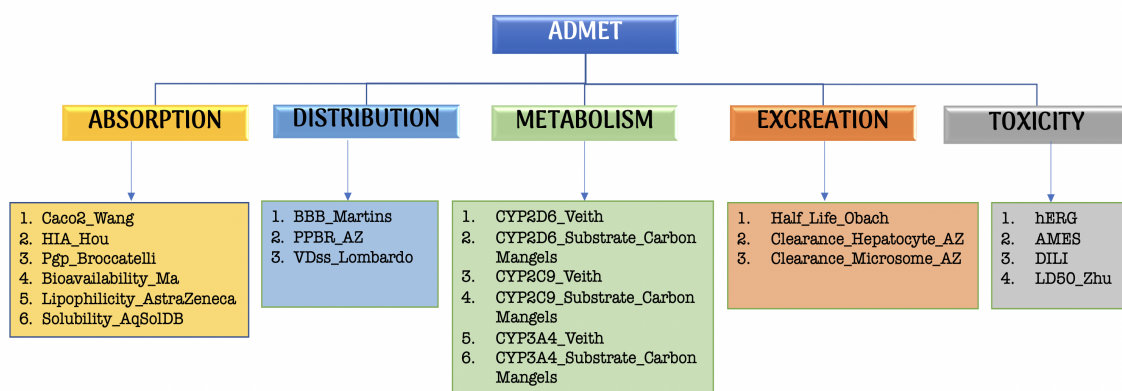 ADMET
ABSORPTION
1. Caco2_Wang
2. HIA_Hou
3. Pgp_Broccatelli
4. Bioavailability_Ma
5. Lipophilicity_AstraZeneca
6. Solubility_AqSolDB
DISTRIBUTION
1. BBB_Martins
2. PPBR_AZ
3. VDss_Lombardo
METABOLISM
1. CYP2D6_Veith
2. CYP2D6_Substrate_Carbon
Mangels
3. CYP2C9_Veith
4. CYP2C9_Substrate_Carbon
Mangels
5. CYP3A4_Veith
6. CYP3A4_Substrate_Carbon
Mangels
EXCREATION
1. Half_Life_Obach
2. Clearance_Hepatocyte_AZ
3. Clearance_Microsome_AZ
TOXICITY
1. hERG
2. AMES
3. DILI
4. LD50_Zhu